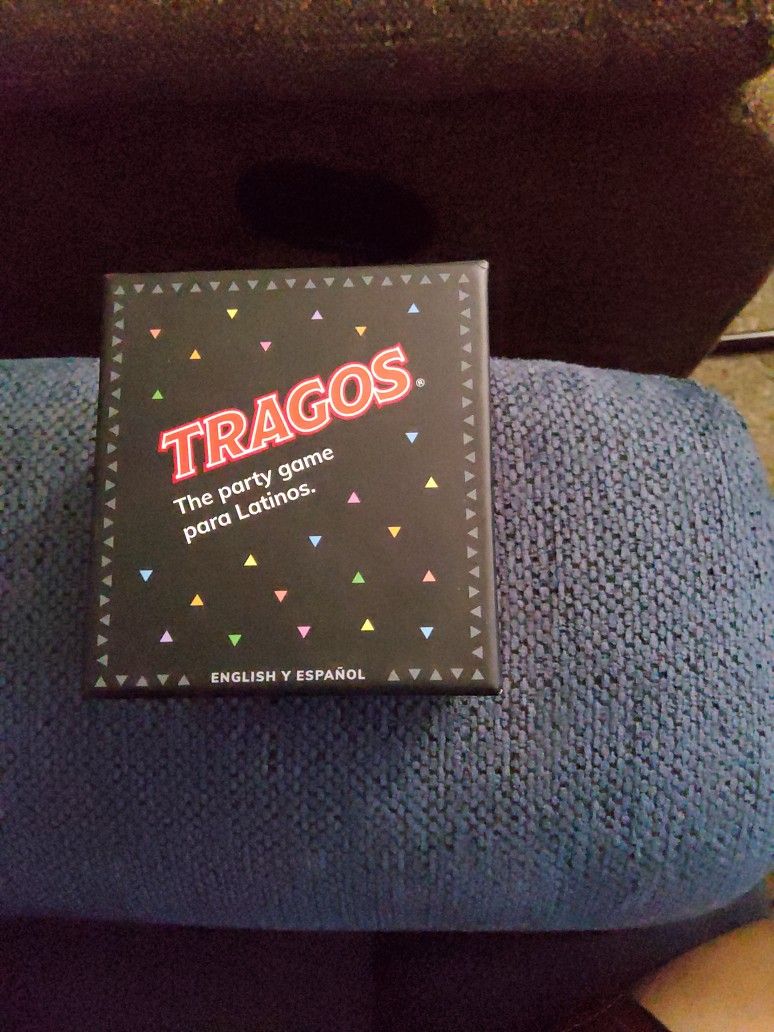 TRAGOS®
The party game
para Latinos.
ENGLISH Y ESPAÑOL